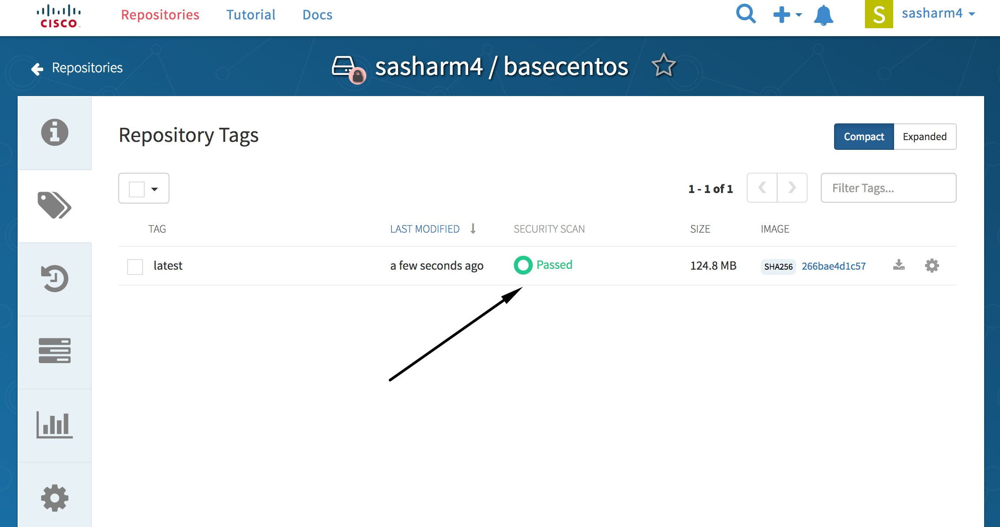 CISCO
Repositories Tutorial Docs
S sasharm4
Repositories
sasharm4 / basecentos
Repository Tags
Compact Expanded
1 - 1 of 1
Filter Tags...
TAG LAST MODIFIED SECURITY SCAN SIZE IMAGE
latest a few seconds ago Passed 124.8 MB SHA256 266bae4d1c57